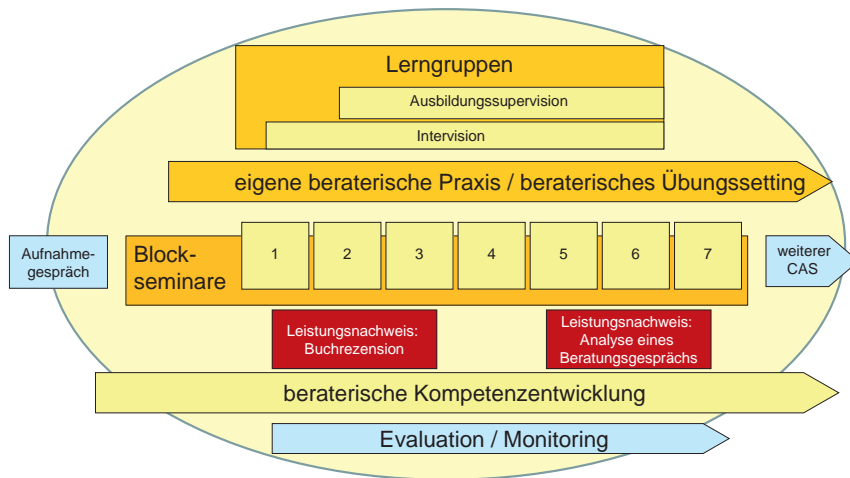 Lerngruppen
Ausbildungssupervision
Intervision
eigene beraterische Praxis / beraterisches Übungssetting
Aufnahme-
gespräch
Block-
seminare
1
2
3
4
5
6
7
weiterer
CAS
Leistungsnachweis:
Buchrezension
Leistungsnachweis:
Analyse eines
Beratungsgesprächs
beraterische Kompetenzentwicklung
Evaluation / Monitoring